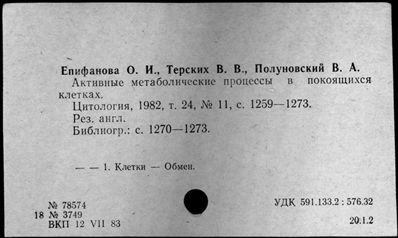 Епифанова О. И., Терских В. В., Полуновский В. А.
Активные метаболические процессы в покоящихся
клетках.
Цитология, 1982, т. 24, № 11, с. 1259—1273.
Рез. англ.
Библиогр.: с. 1270—1273.
— — 1. Клетки — Обмен.
№ 78574
18 № 3749
ВКП 12 VII 83
УДК 591.133.2 : 576.32
20.1.2